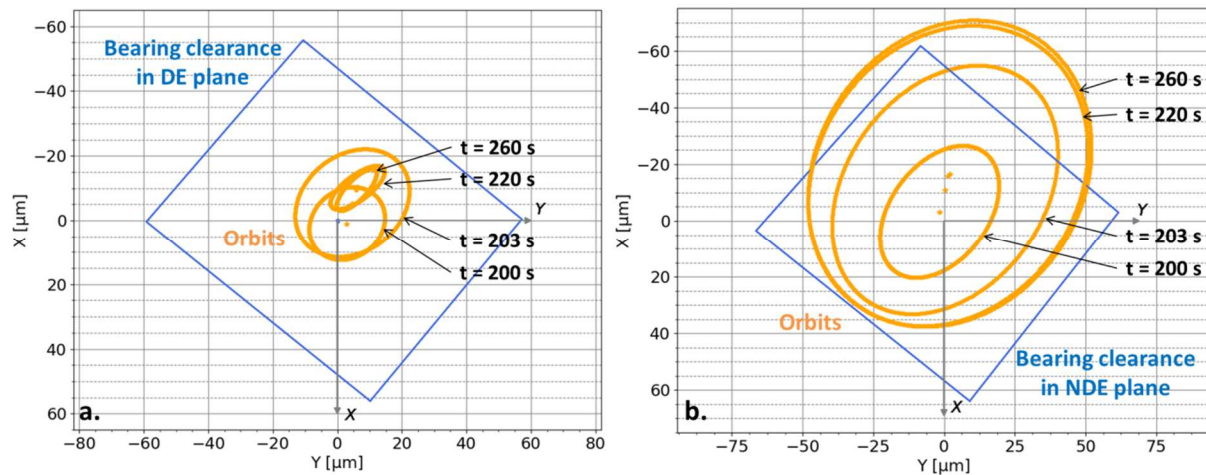 −60
−40
−20
0
20
40
60
X [μm]
Bearing clearance
in DE plane
t = 260 s
t = 220 s
Y
Orbits
t = 203 s
t = 200 s
a.
X
−80 −60 −40 −20 0 20 40 60 80
Y [μm]
−60
−40
−20
0
20
40
60
X [μm]
t = 260 s
t = 220 s
Y
t = 203 s
t = 200 s
Orbits
Bearing clearance
in NDE plane
b.
X
−75 −50 −25 0 25 50 75
Y [μm]